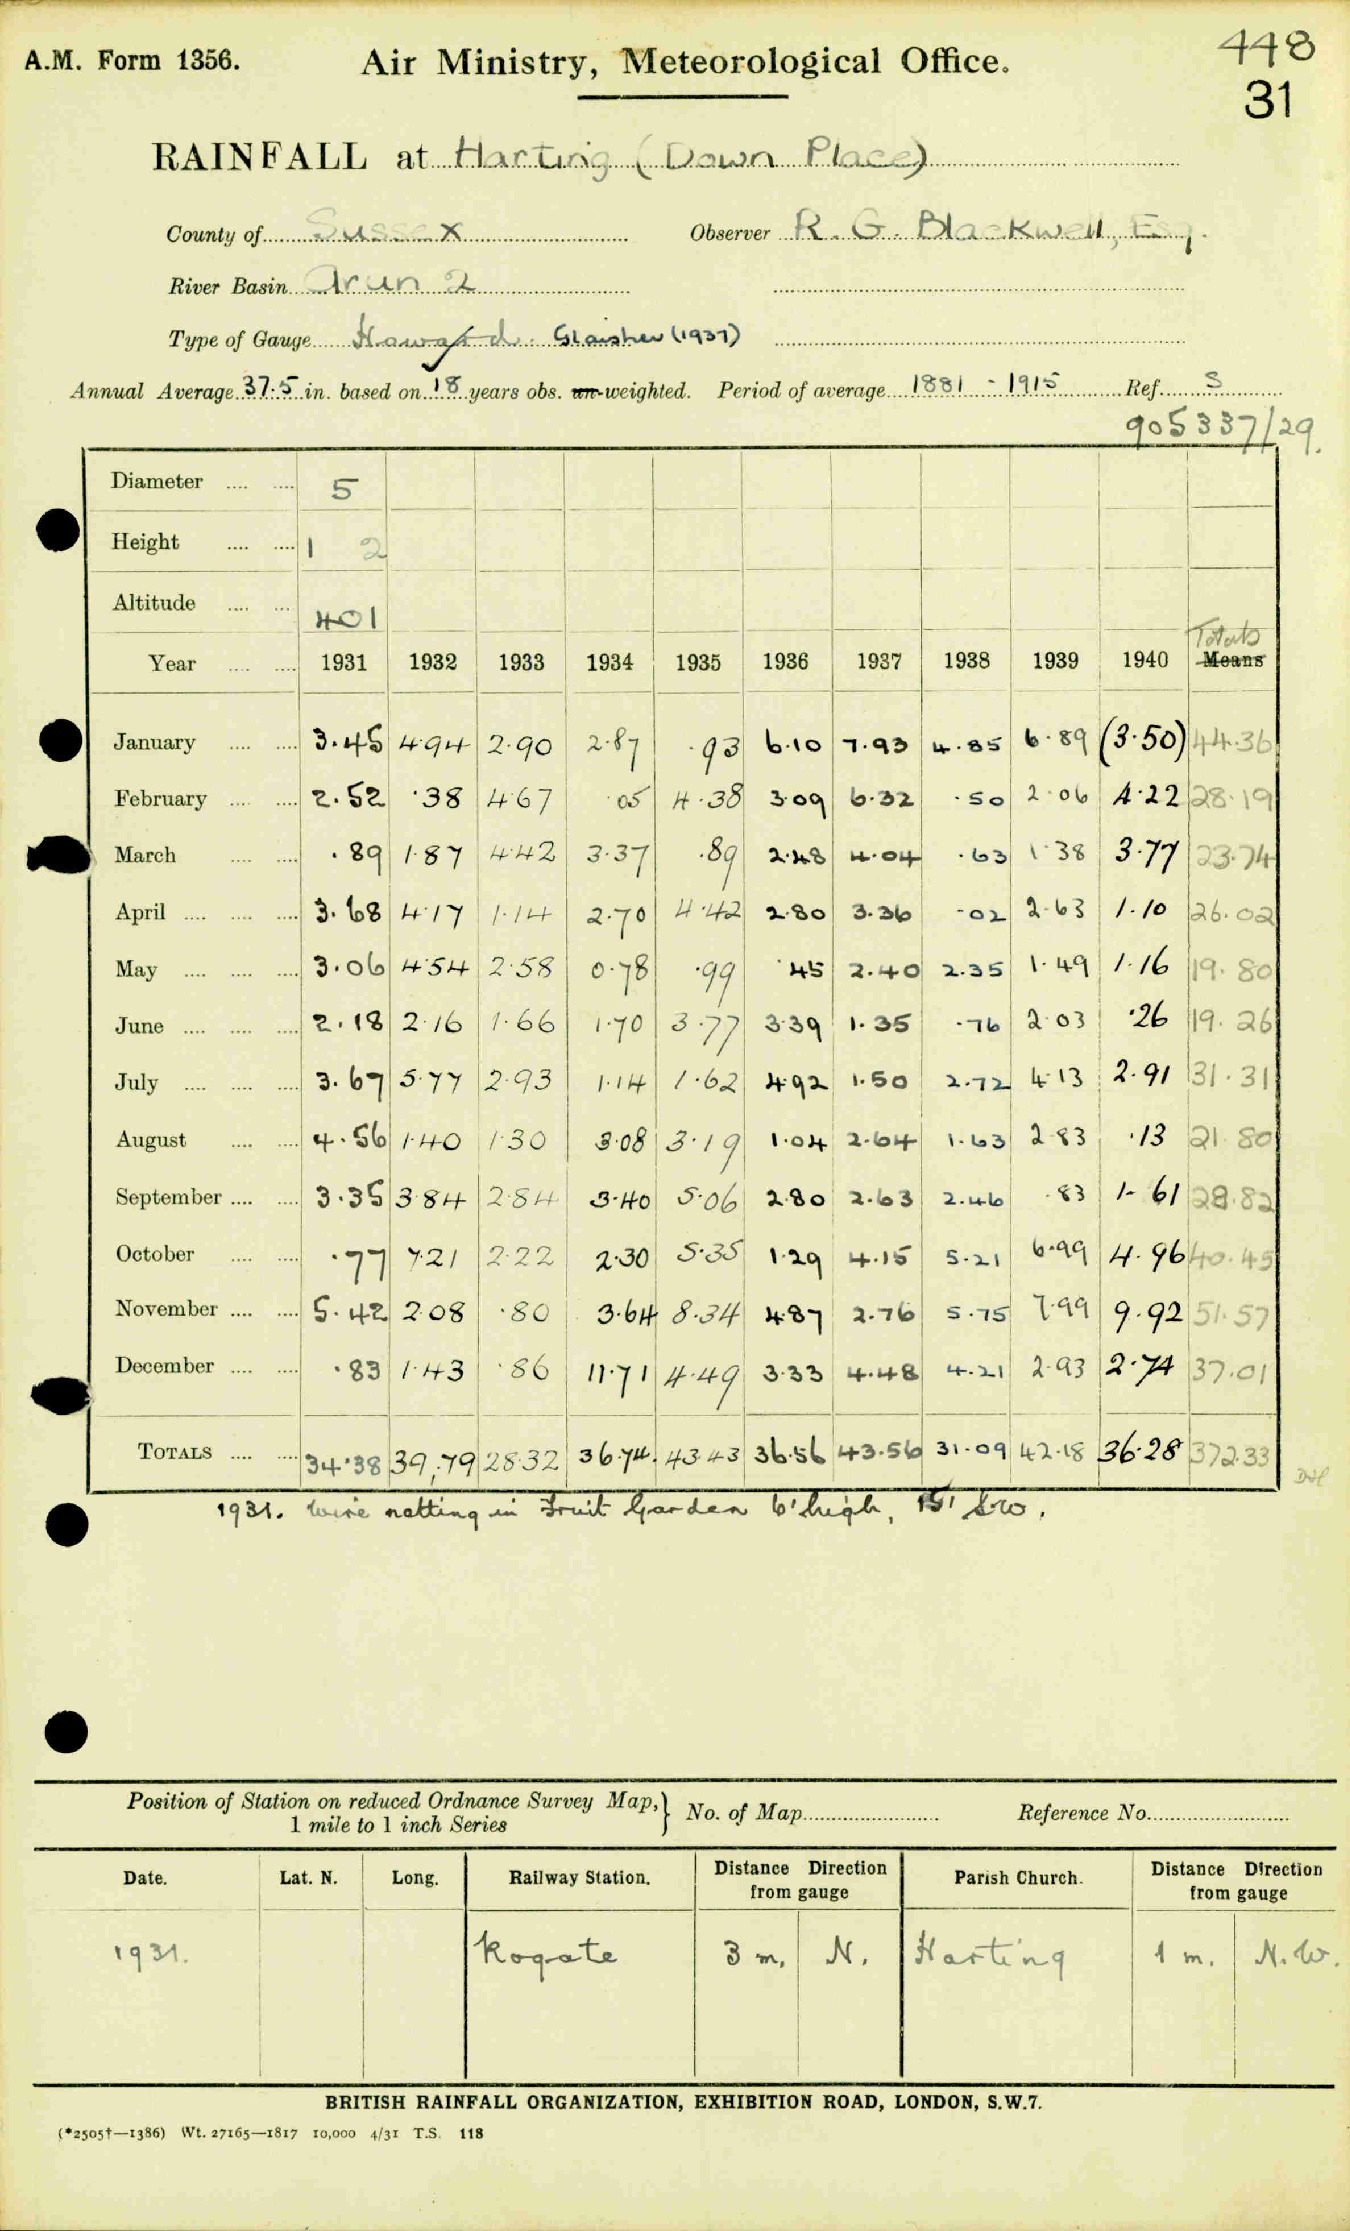 A.M. Form 1356.
Air Ministry, Meteorological Office.
448
31
RAINFALL at Harting (Down Place)
County of Sussex Observer R. G. Blackwell, Esq.
River Basin Arun 2
Type of Gauge Howard. Glaisher (1937)
Annual Average 37.5 in. based on 18 years obs. un-weighted. Period of average 1881 - 1915 Ref. S
905337/29.
Diameter 5
Height 1 2
Altitude 401
Totals
Year 1931 1932 1933 1934 1935 1936 1937 1938 1939 1940 Means
January 3.45 4.94 2.90 2.87 .93 6.10 7.93 4.85 6.89 (3.50) 44.36
February 2.52 .38 4.67 .05 4.38 3.09 6.32 .50 2.06 4.22 28.19
March .89 1.87 4.42 3.37 .89 2.48 4.04 .63 1.38 3.77 23.74
April 3.68 4.17 1.14 2.70 4.42 2.80 3.36 .02 2.63 1.10 26.02
May 3.06 4.54 2.58 0.78 .99 .45 2.40 2.35 1.49 1.16 19.80
June 2.18 2.16 1.66 1.70 3.77 3.39 1.35 .76 2.03 .26 19.26
July 3.67 5.77 2.93 1.14 1.62 4.92 1.50 2.72 4.13 2.91 31.31
August 4.56 1.40 1.30 3.08 3.19 1.04 2.64 1.63 2.83 .13 21.80
September 3.35 3.84 2.84 3.40 5.06 2.80 2.63 2.46 .83 1.61 28.82
October .77 7.21 2.22 2.30 5.35 1.29 4.15 5.21 6.99 4.96 40.45
November 5.42 2.08 .80 3.64 8.34 4.87 2.76 5.75 7.99 9.92 51.57
December .83 1.43 .86 11.71 4.49 3.33 4.48 4.21 2.93 2.74 37.01
TOTALS 34.38 39.79 28.32 36.74. 43.43 36.56 43.56 31.09 42.18 36.28 372.33
1931. Wire netting in Fruit Garden 6' high, 15' SW.
Position of Station on reduced Ordnance Survey Map, } No. of Map Reference No.
1 mile to 1 inch Series
Date. Lat. N. Long. Railway Station. Distance Direction from gauge Parish Church. Distance Direction from gauge
1931. Rogate 3 m. N. Harting 1 m. N.W.
BRITISH RAINFALL ORGANIZATION, EXHIBITION ROAD, LONDON, S.W.7.
(*2505†—1386) Wt. 27165—1817 10,000 4/31 T.S. 118